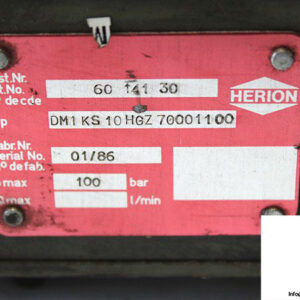 st.Nr.
t.No. 60 141 30
de cde
HERION
p DM1 KS 10 HGZ 70001100
abr.Nr.
erial No. 01/86
de fab.
max 100 bar
max l/min